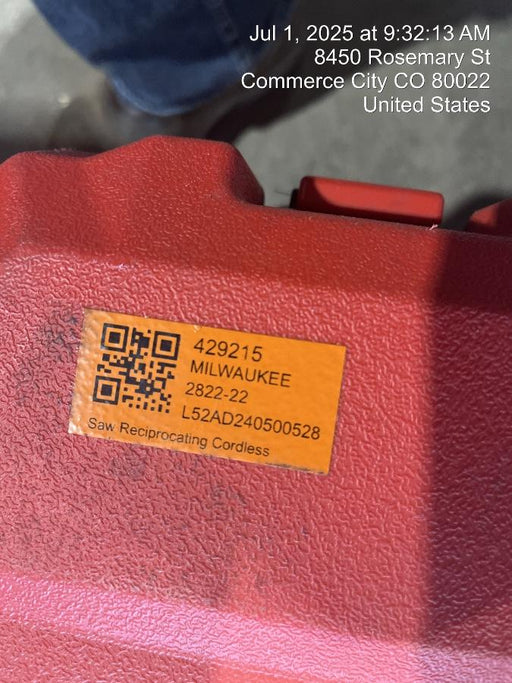 Jul 1, 2025 at 9:32:13 AM
8450 Rosemary St
Commerce City CO 80022
United States
429215
MILWAUKEE
2822-22
L52AD240500528
Saw Reciprocating Cordless